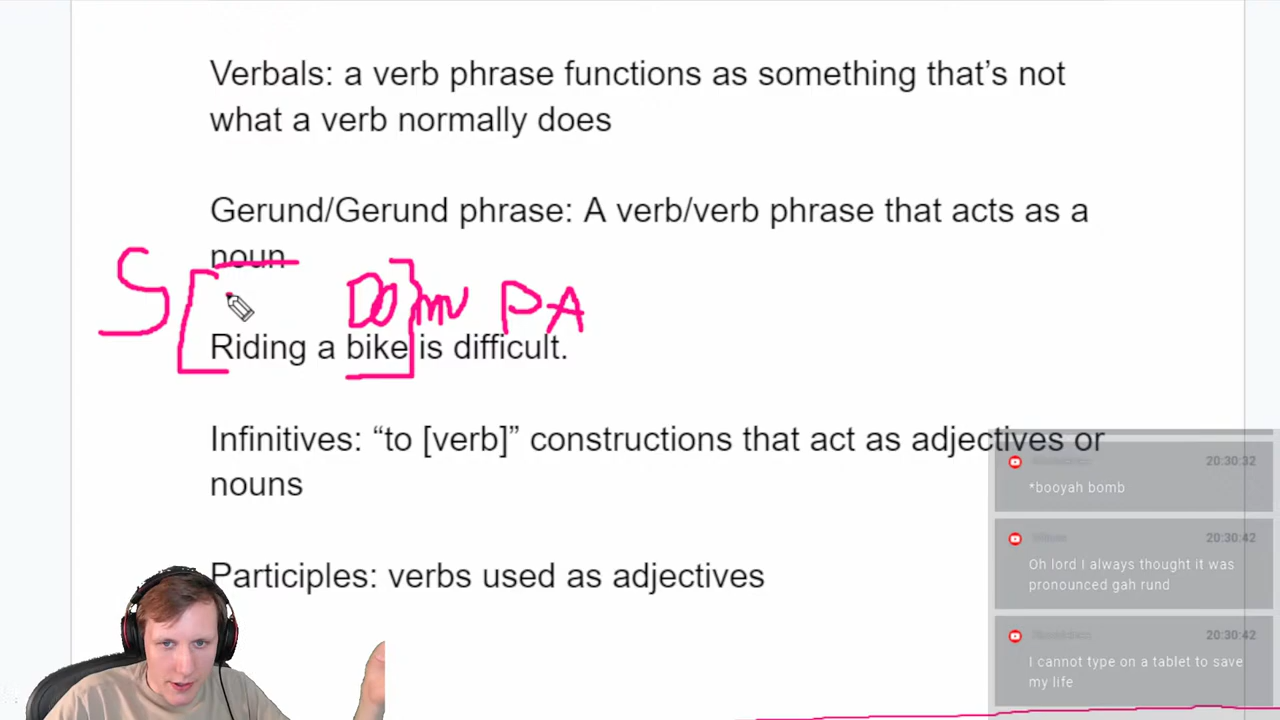 Verbals: a verb phrase functions as something that's not
what a verb normally does
Gerund/Gerund phrase: A verb/verb phrase that acts as a
noun
S [ DO ] mv PA
Riding a bike is difficult.
Infinitives: “to [verb]” constructions that act as adjectives or
nouns
Participles: verbs used as adjectives
20:30:32
*booyah bomb
20:30:42
Oh lord I always thought it was
pronounced gah rund
20:30:42
I cannot type on a tablet to save
my life